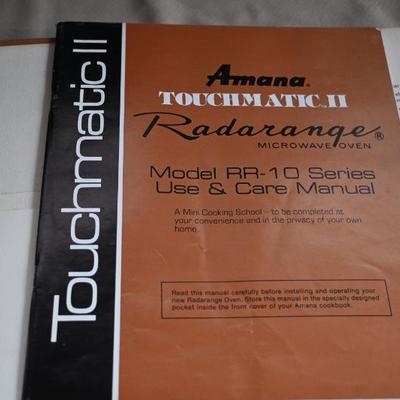 Touchmatic II
Amana®
TOUCHMATIC II
Radarange®
MICROWAVE OVEN
Model RR-10 Series
Use & Care Manual
A Mini Cooking School – to be completed at
your convenience and in the privacy of your own
home.
Read this manual carefully before installing and operating your
new Radarange Oven. Store this manual in the specially designed
pocket inside the front cover of your Amana cookbook.